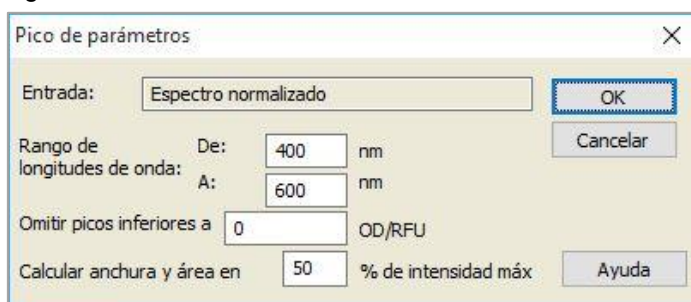 Pico de parámetros
Entrada: Espectro normalizado
OK
Cancelar
Rango de longitudes de onda:
De: 400 nm
A: 600 nm
Omitir picos inferiores a 0 OD/RFU
Calcular anchura y área en 50 % de intensidad máx
Ayuda